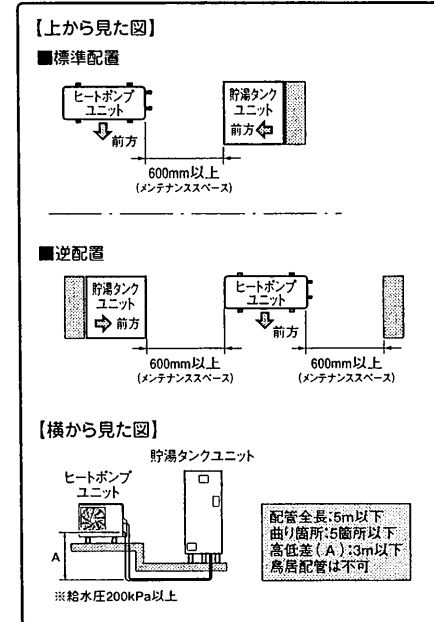 【上から見た図】
■標準配置
ヒートポンプ
ユニット
前方
貯湯タンク
ユニット
前方
600mm以上
(メンテナンススペース)
■逆配置
貯湯タンク
ユニット
前方
ヒートポンプ
ユニット
前方
600mm以上
(メンテナンススペース)
600mm以上
(メンテナンススペース)
【横から見た図】
貯湯タンクユニット
ヒートポンプ
ユニット
A
配管全長:5m以下
曲り箇所:5箇所以下
高低差(A):3m以下
鳥居配管は不可
※給水圧200kPa以上